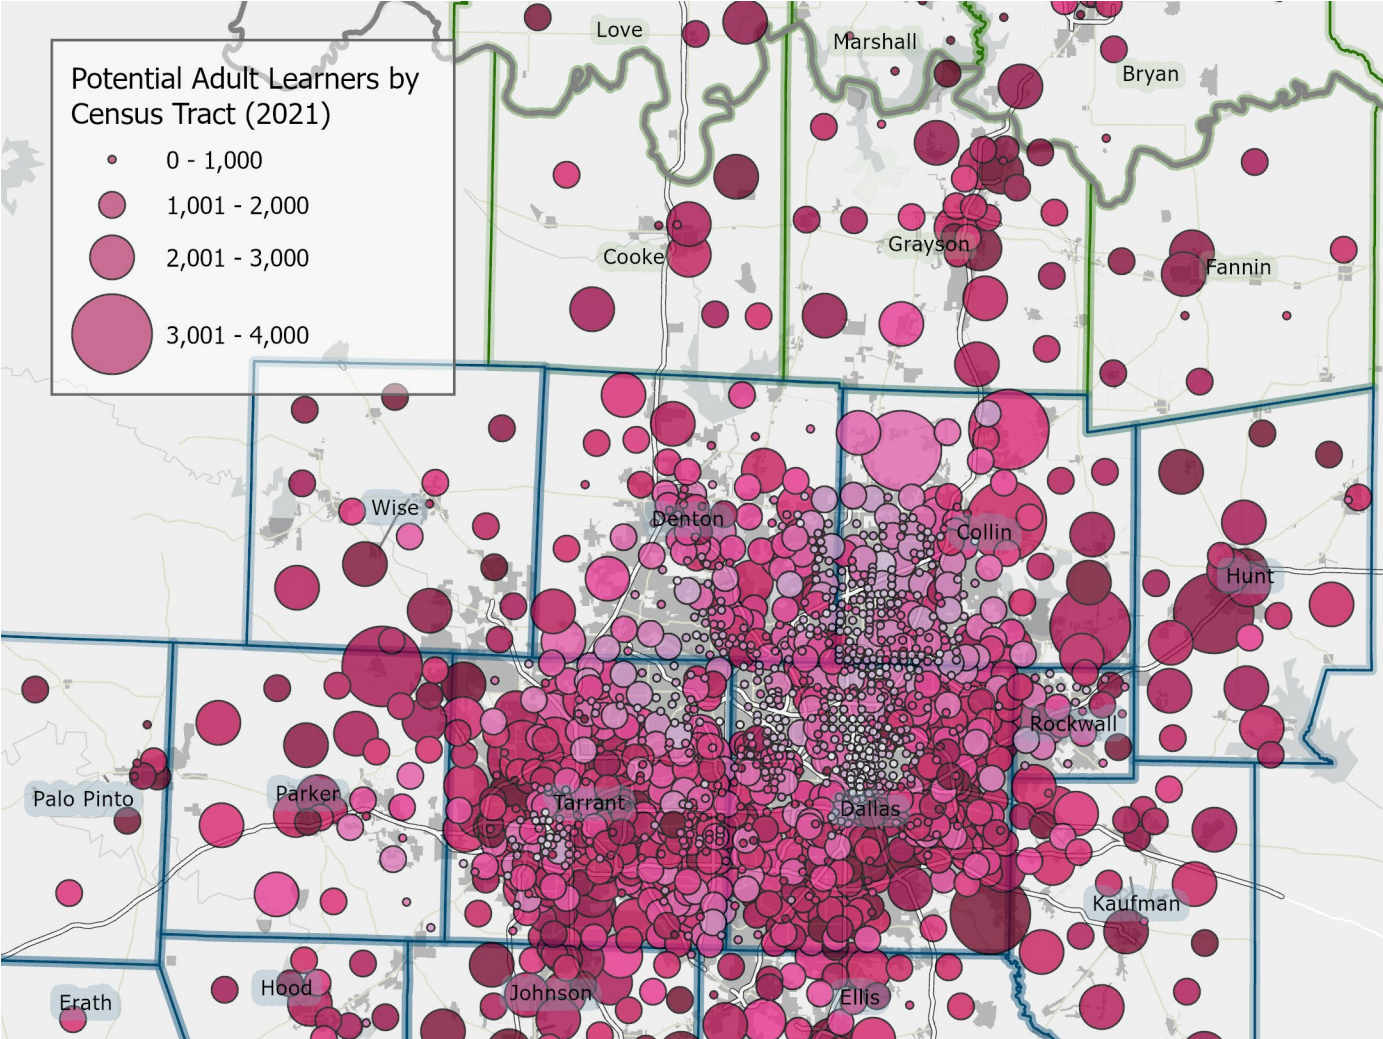 Potential Adult Learners by
Census Tract (2021)
0 - 1,000
1,001 - 2,000
2,001 - 3,000
3,001 - 4,000
Love
Marshall
Bryan
Cooke
Grayson
Fannin
Wise
Denton
Collin
Hunt
Rockwall
Palo Pinto
Parker
Tarrant
Dallas
Kaufman
Erath
Hood
Johnson
Ellis